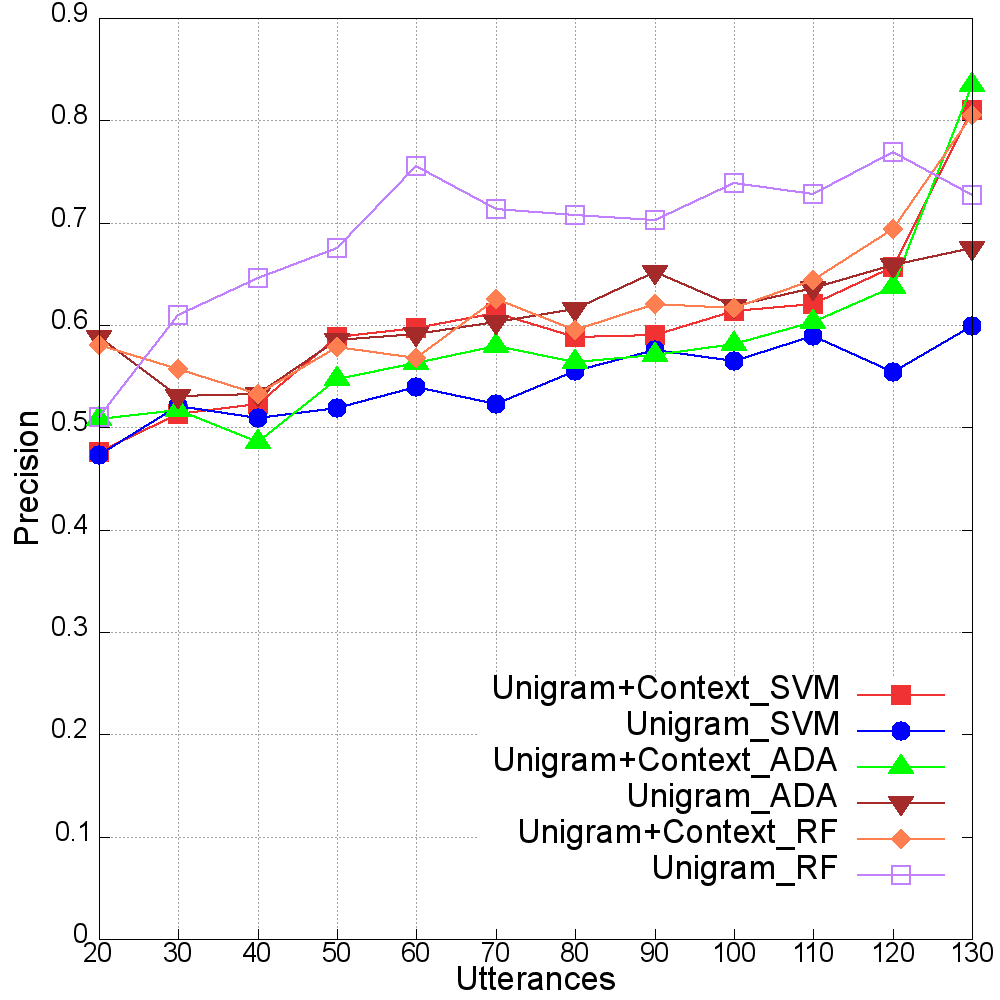 0.9
0.8
0.7
0.6
0.5
0.4
0.3
0.2
0.1
0
Precision
Unigram+Context_SVM
Unigram_SVM
Unigram+Context_ADA
Unigram_ADA
Unigram+Context_RF
Unigram_RF
20 30 40 50 60 70 80 90 100 110 120 130
Utterances